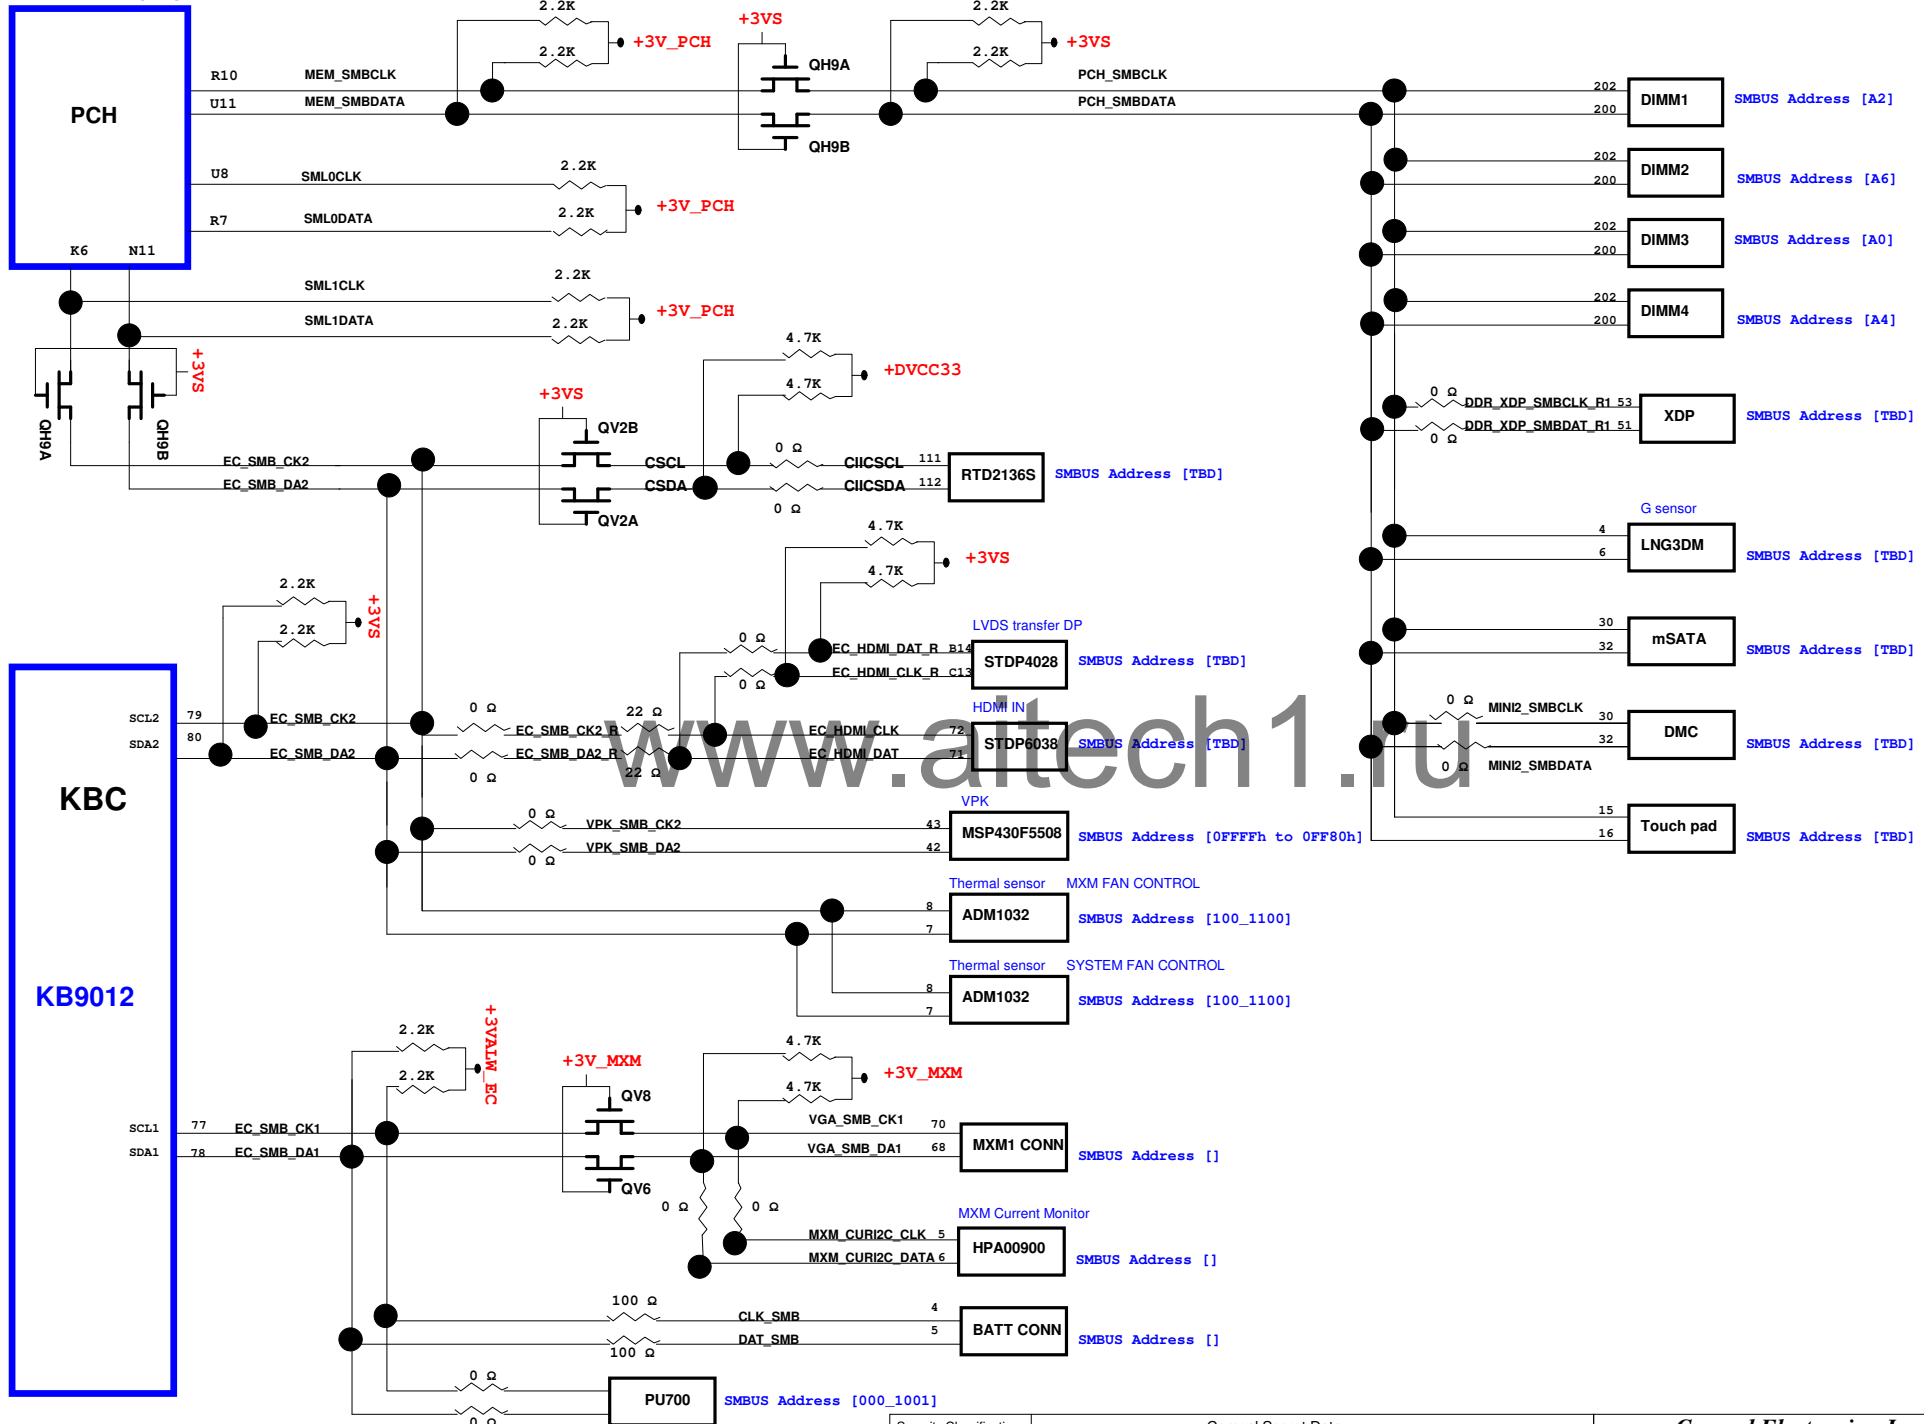 2.2K
2.2K
+3V_PCH
+3VS
QH9A
QH9B
2.2K
2.2K
+3VS
PCH
R10
MEM_SMBCLK
U11
MEM_SMBDATA
PCH_SMBCLK
PCH_SMBDATA
202
200
DIMM1
SMBUS Address [A2]
202
200
DIMM2
SMBUS Address [A6]
202
200
DIMM3
SMBUS Address [A0]
202
200
DIMM4
SMBUS Address [A4]
U8
SML0CLK
2.2K
R7
SML0DATA
2.2K
+3V_PCH
K6
N11
SML1CLK
2.2K
SML1DATA
2.2K
+3V_PCH
+3VS
QH9A
QH9B
4.7K
4.7K
+DVCC33
+3VS
QV2B
QV2A
EC_SMB_CK2
EC_SMB_DA2
CSCL
CSDA
0 Ω
0 Ω
CIICSCL
CIICSDA
111
112
RTD2136S
SMBUS Address [TBD]
0 Ω
0 Ω
DDR_XDP_SMBCLK_R1 53
DDR_XDP_SMBDAT_R1 51
XDP
SMBUS Address [TBD]
G sensor
4
6
LNG3DM
SMBUS Address [TBD]
30
32
mSATA
SMBUS Address [TBD]
0 Ω
0 Ω
MINI2_SMBCLK
MINI2_SMBDATA
30
32
DMC
SMBUS Address [TBD]
15
16
Touch pad
SMBUS Address [TBD]
4.7K
4.7K
+3VS
2.2K
2.2K
+3VS
LVDS transfer DP
0 Ω
0 Ω
EC_HDMI_DAT_R B14
EC_HDMI_CLK_R C13
STDP4028
SMBUS Address [TBD]
HDMI IN
SCL2
79
SDA2
80
EC_SMB_CK2
EC_SMB_DA2
0 Ω
0 Ω
EC_SMB_CK2_R
EC_SMB_DA2_R
22 Ω
22 Ω
EC_HDMI_CLK
EC_HDMI_DAT
72
71
STDP6038
SMBUS Address [TBD]
www.aitech1.ru
KBC
KB9012
VPK
0 Ω
0 Ω
VPK_SMB_CK2
VPK_SMB_DA2
43
42
MSP430F5508
SMBUS Address [0FFFFh to 0FF80h]
Thermal sensor
MXM FAN CONTROL
8
7
ADM1032
SMBUS Address [100_1100]
Thermal sensor
SYSTEM FAN CONTROL
8
7
ADM1032
SMBUS Address [100_1100]
2.2K
2.2K
+3VALW_EC
+3V_MXM
QV8
QV6
4.7K
4.7K
+3V_MXM
SCL1
77
SDA1
78
EC_SMB_CK1
EC_SMB_DA1
VGA_SMB_CK1
VGA_SMB_DA1
70
68
MXM1 CONN
SMBUS Address []
0 Ω
0 Ω
MXM Current Monitor
MXM_CURI2C_CLK 5
MXM_CURI2C_DATA 6
HPA00900
SMBUS Address []
100 Ω
100 Ω
CLK_SMB
DAT_SMB
4
5
BATT CONN
SMBUS Address []
0 Ω
0 Ω
PU700
SMBUS Address [000_1001]